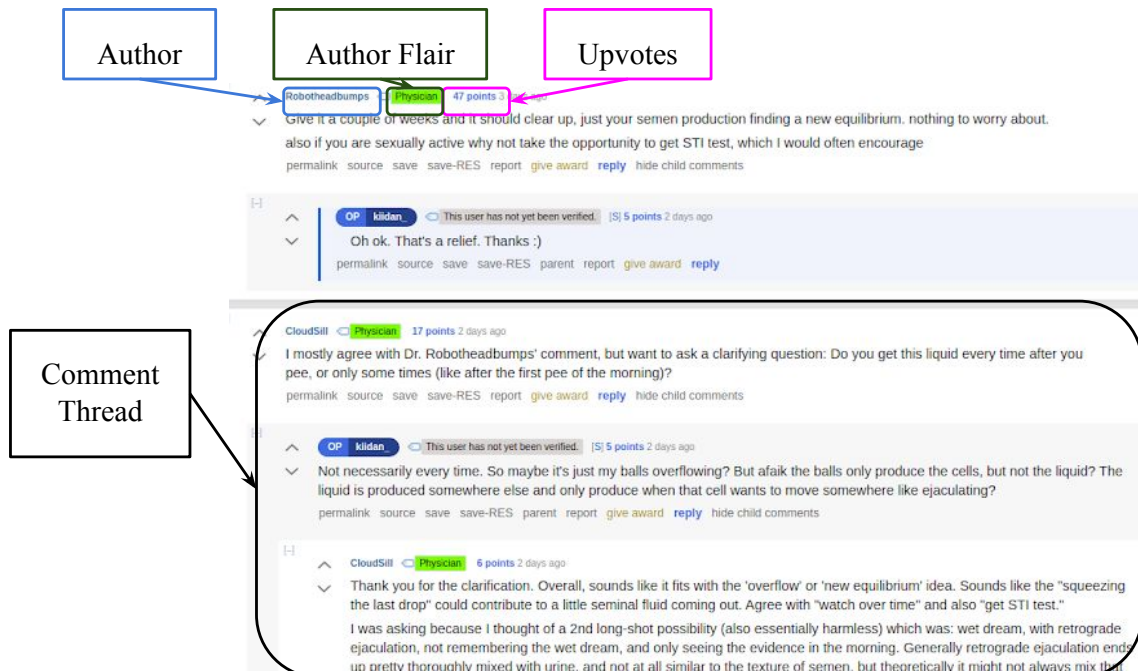 Author
Author Flair
Upvotes
Robotheadbumps Physician 47 points 3 days ago
Give it a couple of weeks and it should clear up, just your semen production finding a new equilibrium. nothing to worry about.
also if you are sexually active why not take the opportunity to get STI test, which I would often encourage
permalink source save save-RES report give award reply hide child comments
[-]
OP kiidan_ This user has not yet been verified. [S] 5 points 2 days ago
Oh ok. That's a relief. Thanks :)
permalink source save save-RES parent report give award reply
Comment
Thread
CloudSill Physician 17 points 2 days ago
I mostly agree with Dr. Robotheadbumps' comment, but want to ask a clarifying question: Do you get this liquid every time after you
pee, or only some times (like after the first pee of the morning)?
permalink source save save-RES report give award reply hide child comments
[-]
OP kiidan_ This user has not yet been verified. [S] 5 points 2 days ago
Not necessarily every time. So maybe it's just my balls overflowing? But afaik the balls only produce the cells, but not the liquid? The
liquid is produced somewhere else and only produce when that cell wants to move somewhere like ejaculating?
permalink source save save-RES parent report give award reply hide child comments
[-]
CloudSill Physician 6 points 2 days ago
Thank you for the clarification. Overall, sounds like it fits with the 'overflow' or 'new equilibrium' idea. Sounds like the "squeezing
the last drop" could contribute to a little seminal fluid coming out. Agree with "watch over time" and also "get STI test."
I was asking because I thought of a 2nd long-shot possibility (also essentially harmless) which was: wet dream, with retrograde
ejaculation, not remembering the wet dream, and only seeing the evidence in the morning. Generally retrograde ejaculation ends
up pretty thoroughly mixed with urine, and not at all similar to the texture of semen, but theoretically it might not always mix